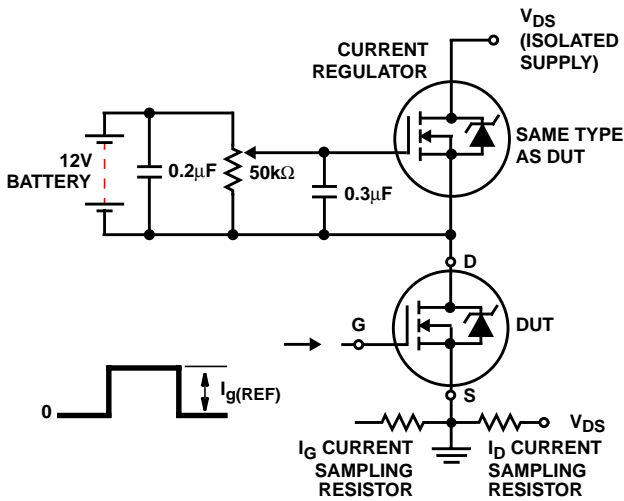 V_DS
(ISOLATED
SUPPLY)
CURRENT
REGULATOR
SAME TYPE
AS DUT
12V
BATTERY
0.2μF
50kΩ
0.3μF
D
DUT
G
I_g(REF)
0
S
V_DS
I_G CURRENT
SAMPLING
RESISTOR
I_D CURRENT
SAMPLING
RESISTOR